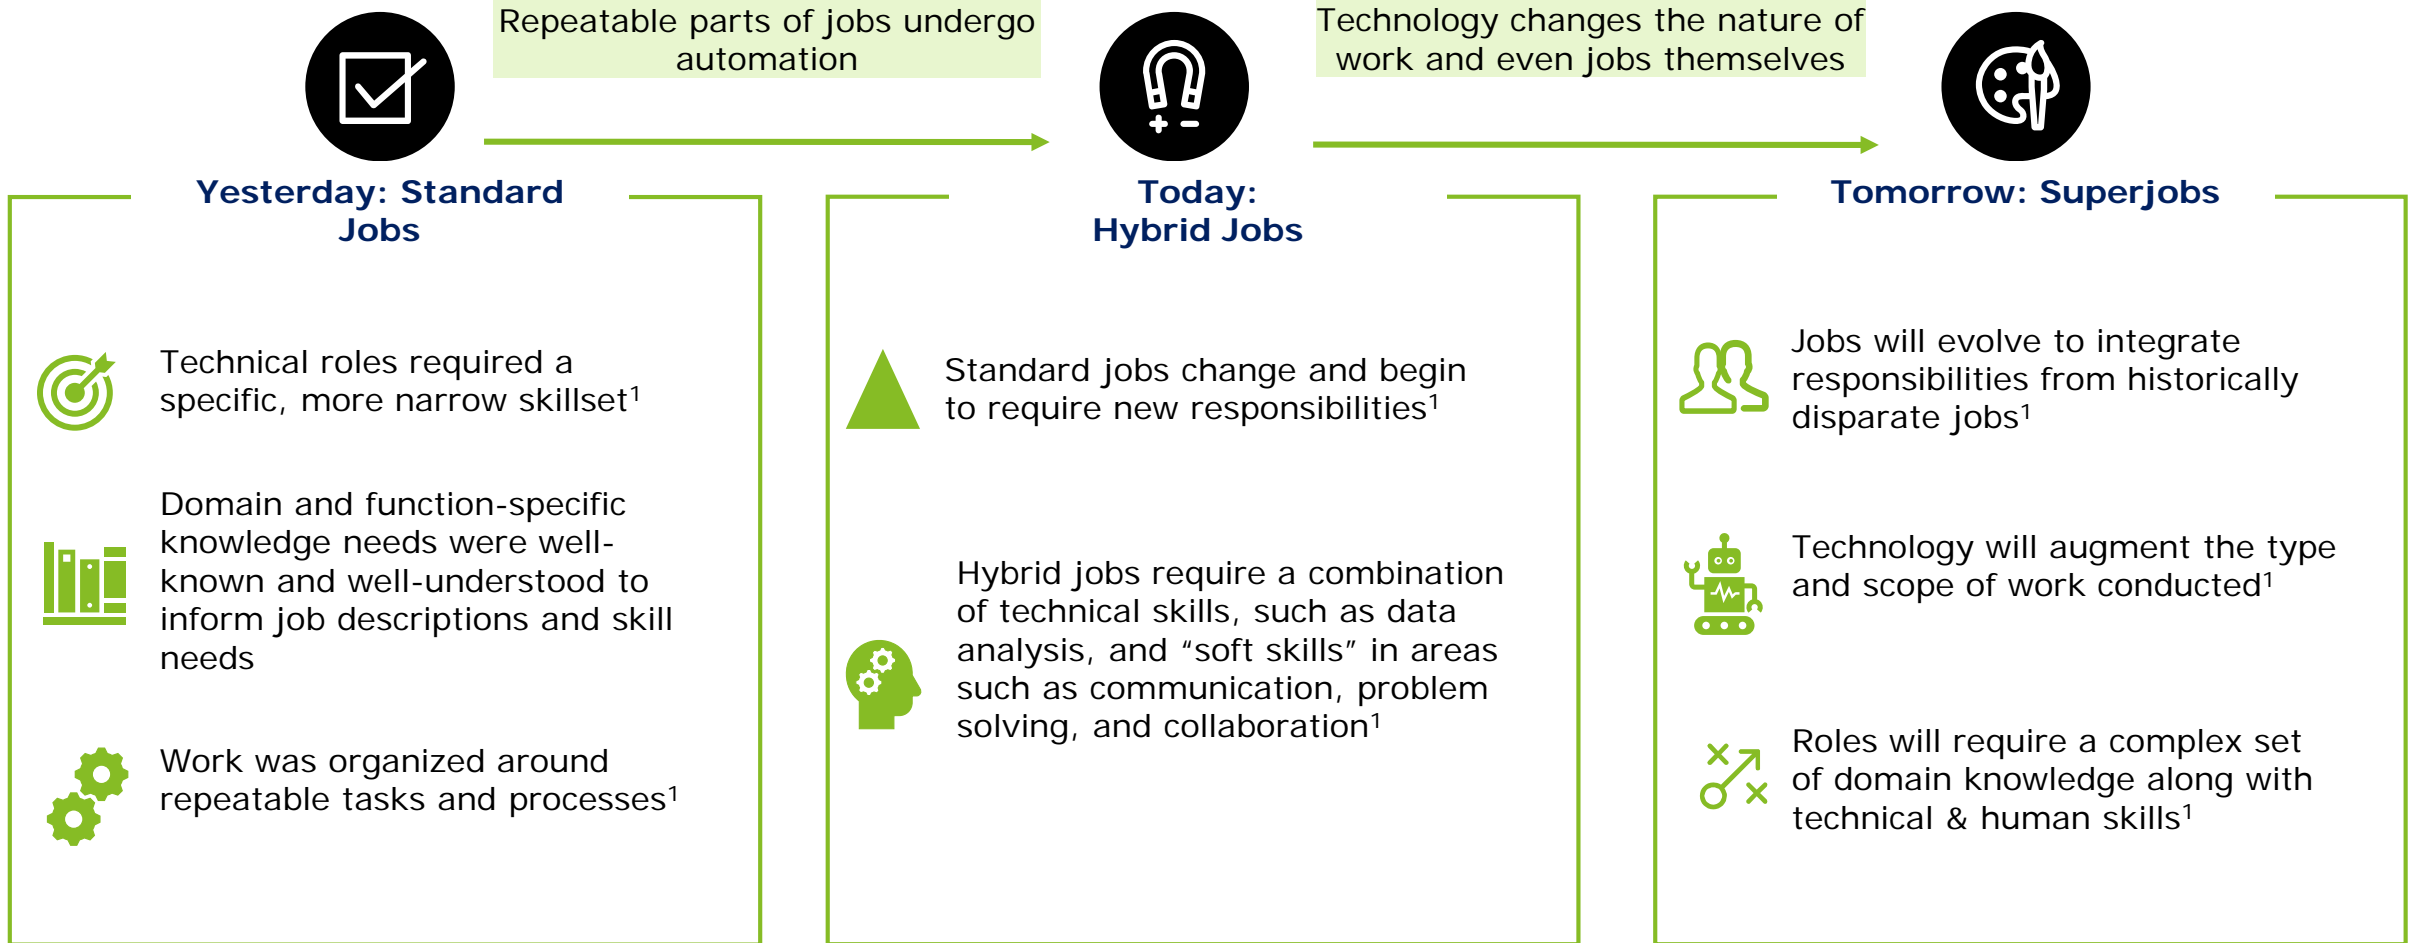 Repeatable parts of jobs undergo
automation
Technology changes the nature of
work and even jobs themselves
Yesterday: Standard
Jobs
Technical roles required a
specific, more narrow skillset¹
Domain and function-specific
knowledge needs were well-
known and well-understood to
inform job descriptions and skill
needs
Work was organized around
repeatable tasks and processes¹
Today:
Hybrid Jobs
Standard jobs change and begin
to require new responsibilities¹
Hybrid jobs require a combination
of technical skills, such as data
analysis, and “soft skills” in areas
such as communication, problem
solving, and collaboration¹
Tomorrow: Superjobs
Jobs will evolve to integrate
responsibilities from historically
disparate jobs¹
Technology will augment the type
and scope of work conducted¹
Roles will require a complex set
of domain knowledge along with
technical & human skills¹